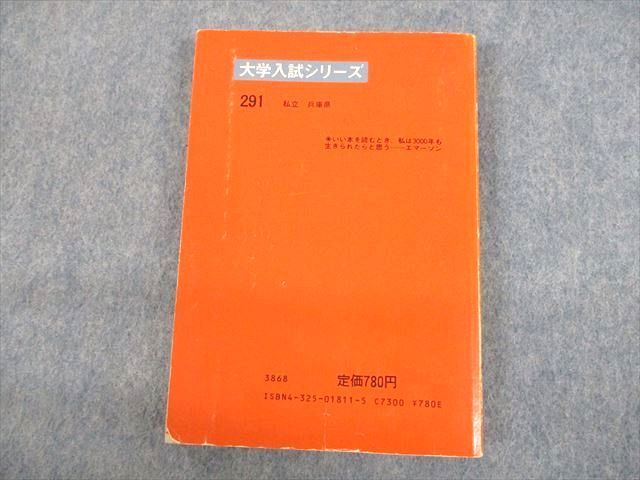 大学入試シリーズ
291 私立 兵庫県
＊いい本を読むとき、私は3000年も
生きられたらと思う──エマーソン
3868 定価780円
ISBN4-325-01811-5 C7300 ¥780E